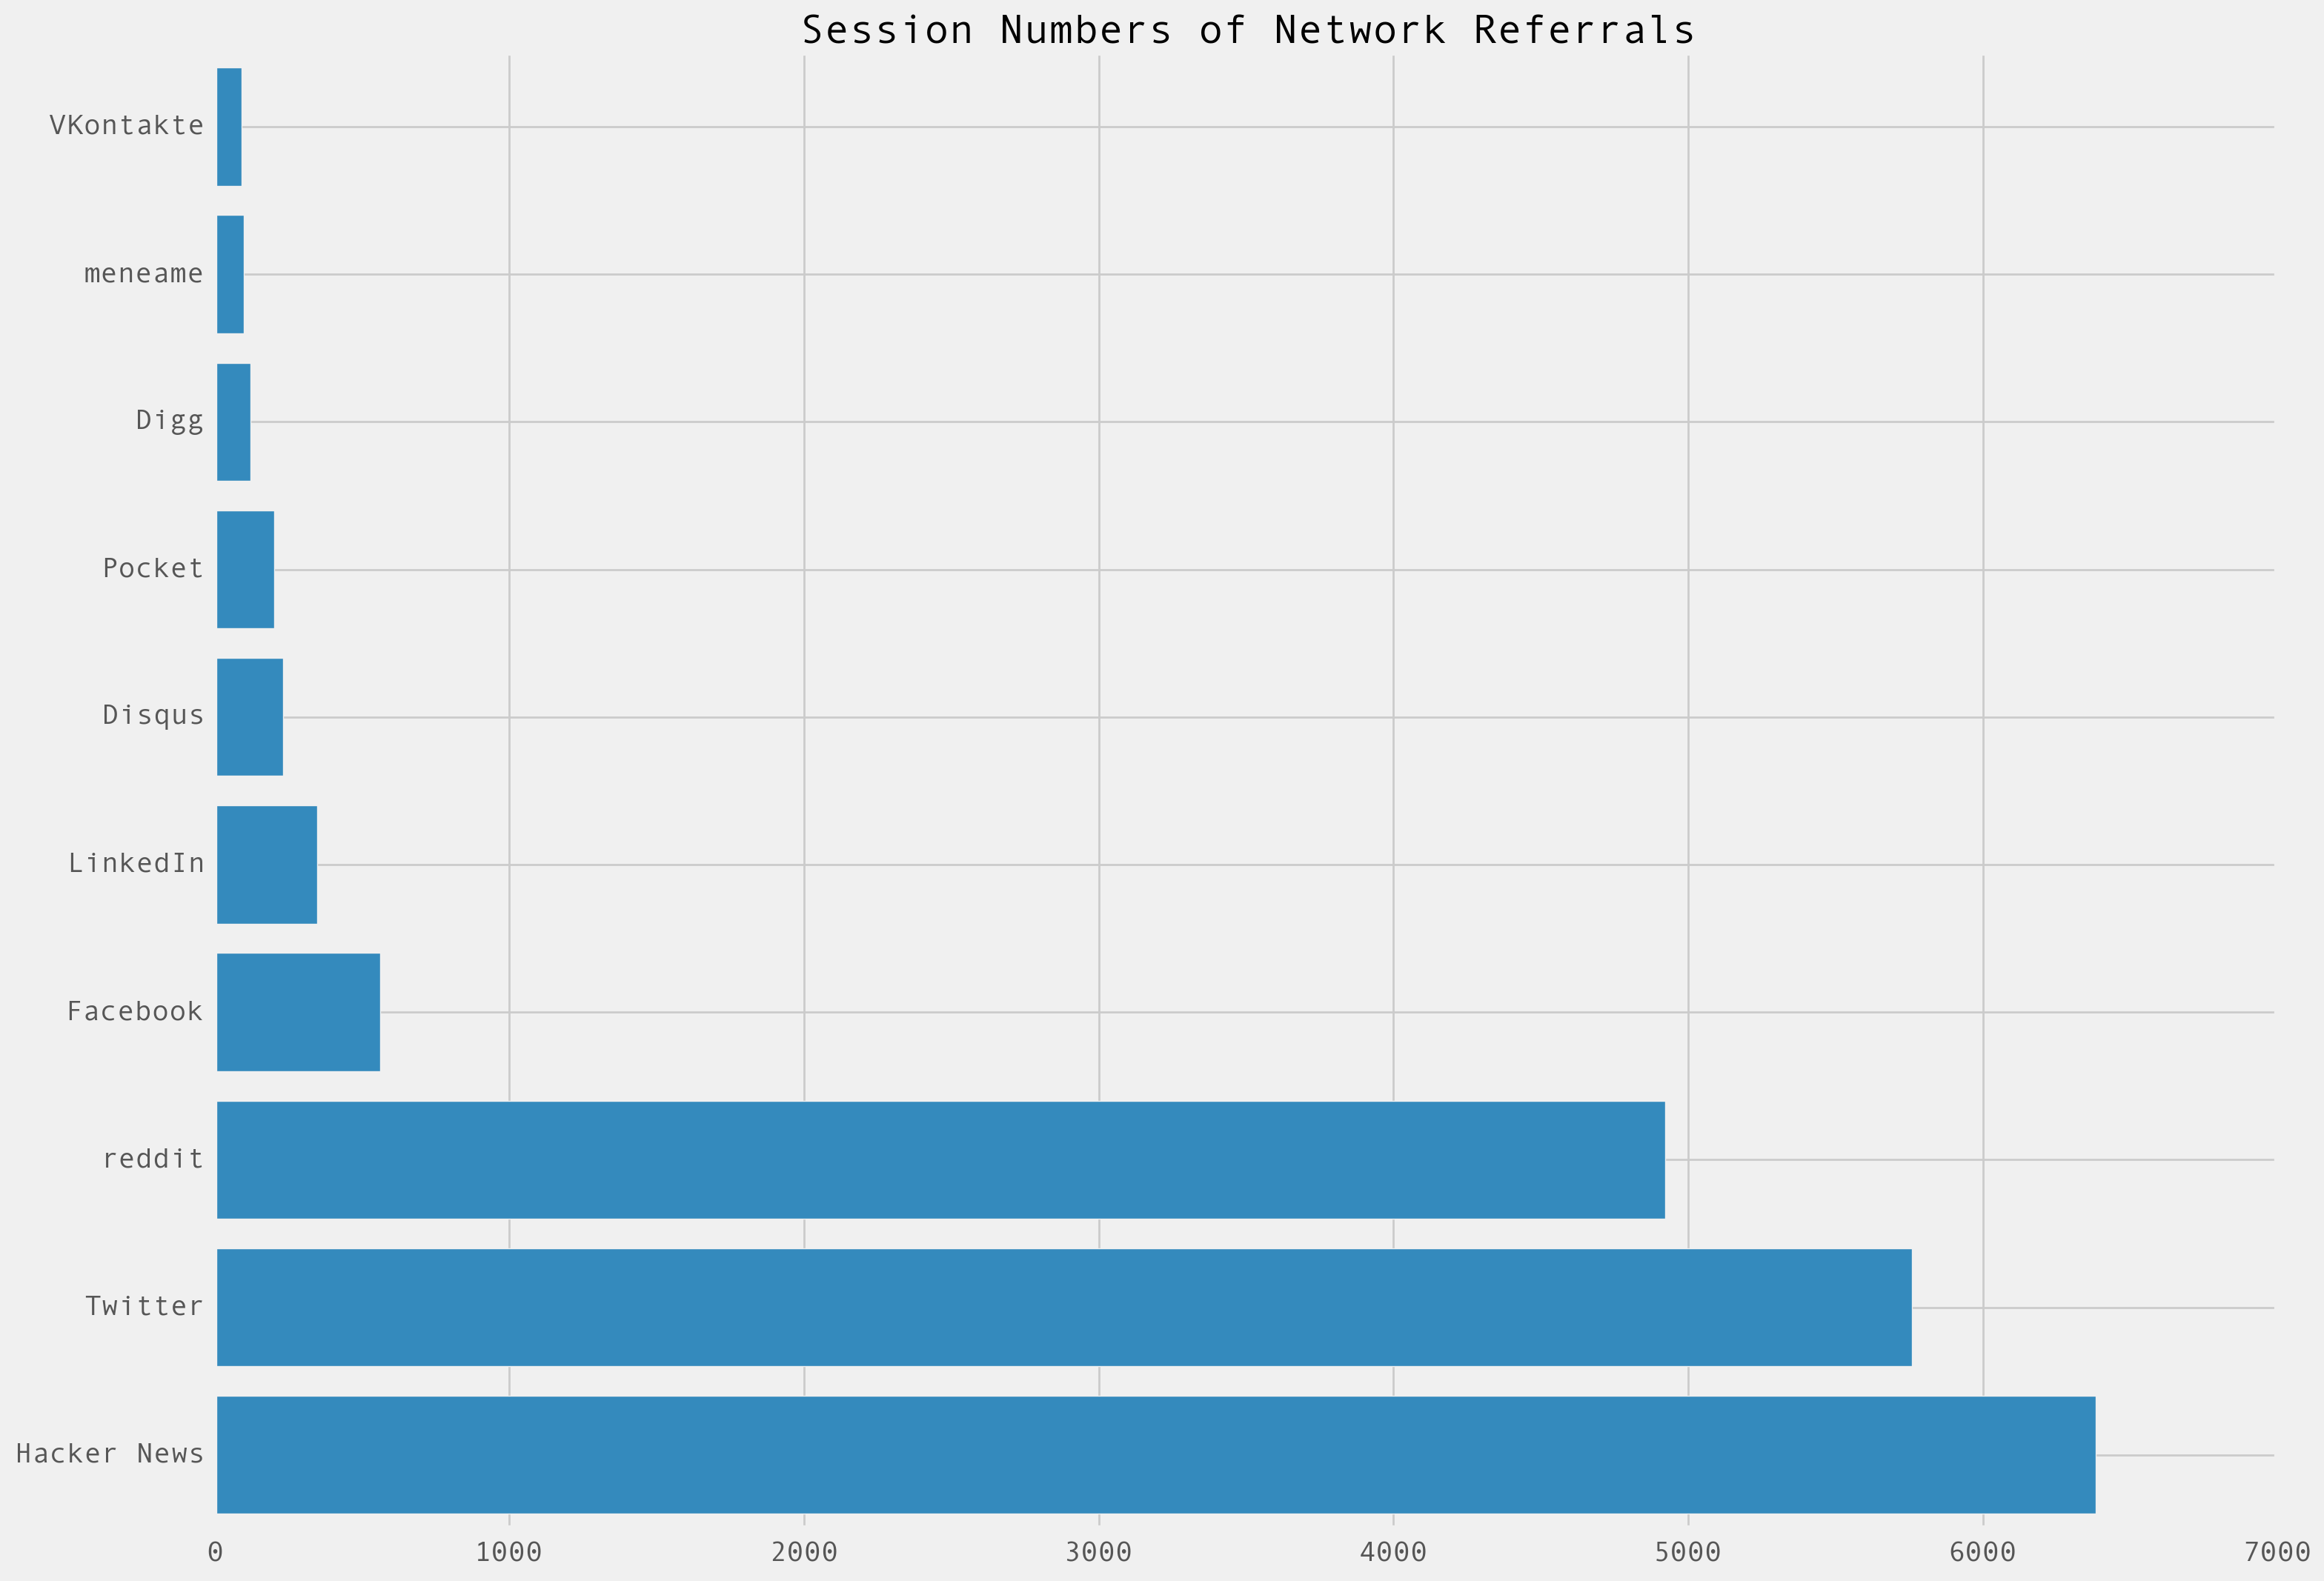 Session Numbers of Network Referrals
VKontakte
meneame
Digg
Pocket
Disqus
LinkedIn
Facebook
reddit
Twitter
Hacker News
0 1000 2000 3000 4000 5000 6000 7000